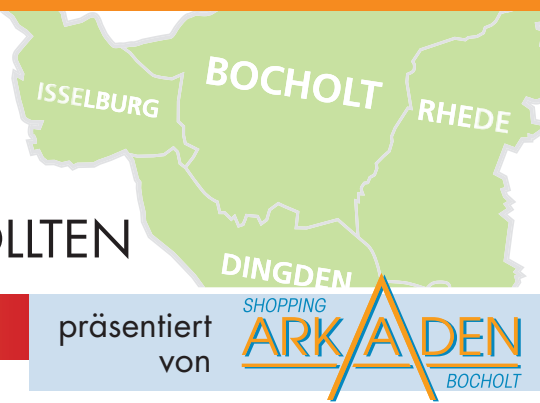 BOCHOLT
ISSELBURG
RHEDE
LLTEN
DINGDEN
präsentiert
von
SHOPPING
ARKADEN
BOCHOLT